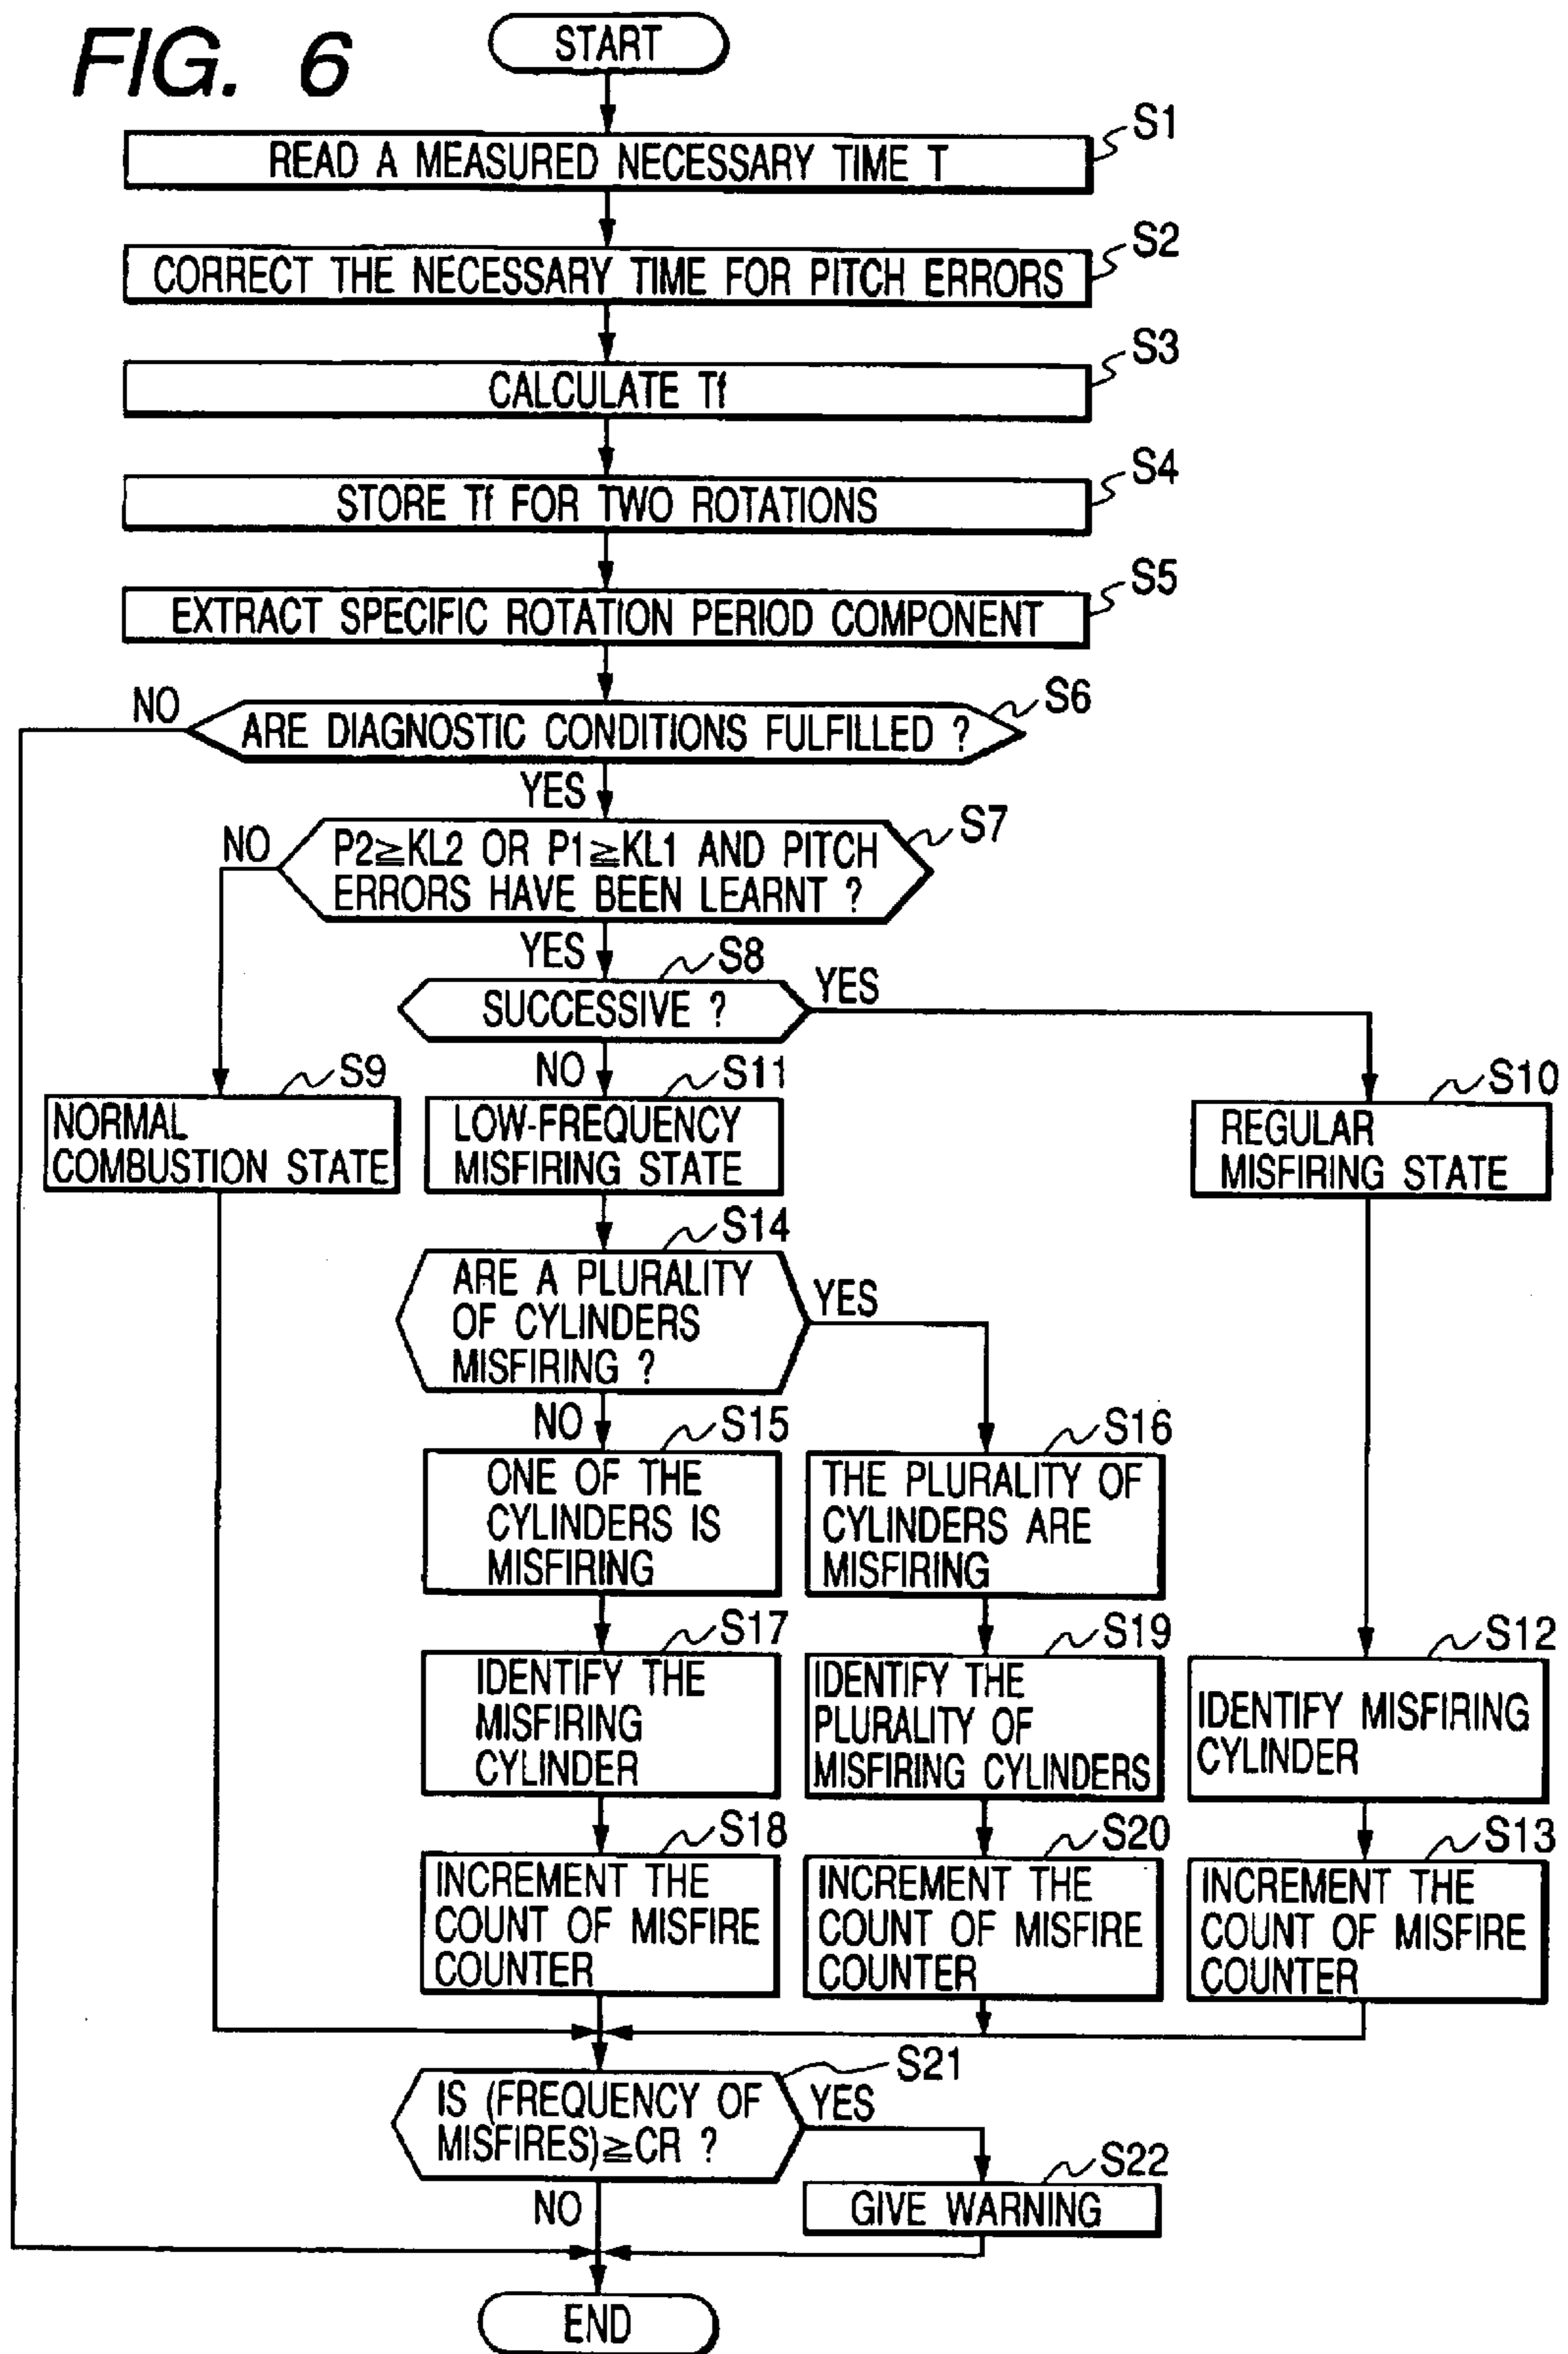 FIG. 6
START
S1
READ A MEASURED NECESSARY TIME T
S2
CORRECT THE NECESSARY TIME FOR PITCH ERRORS
S3
CALCULATE Tf
S4
STORE Tf FOR TWO ROTATIONS
S5
EXTRACT SPECIFIC ROTATION PERIOD COMPONENT
S6
NO
ARE DIAGNOSTIC CONDITIONS FULFILLED ?
YES
S7
NO
P2≧KL2 OR P1≧KL1 AND PITCH
ERRORS HAVE BEEN LEARNT ?
YES
S8
SUCCESSIVE ?
YES
NO
S9
NORMAL
COMBUSTION STATE
S11
LOW-FREQUENCY
MISFIRING STATE
S10
REGULAR
MISFIRING STATE
S14
ARE A PLURALITY
OF CYLINDERS
MISFIRING ?
YES
NO
S15
ONE OF THE
CYLINDERS IS
MISFIRING
S16
THE PLURALITY OF
CYLINDERS ARE
MISFIRING
S17
IDENTIFY THE
MISFIRING
CYLINDER
S19
IDENTIFY THE
PLURALITY OF
MISFIRING CYLINDERS
S12
IDENTIFY MISFIRING
CYLINDER
S18
INCREMENT THE
COUNT OF MISFIRE
COUNTER
S20
INCREMENT THE
COUNT OF MISFIRE
COUNTER
S13
INCREMENT THE
COUNT OF MISFIRE
COUNTER
S21
IS (FREQUENCY OF
MISFIRES)≧CR ?
YES
NO
S22
GIVE WARNING
END